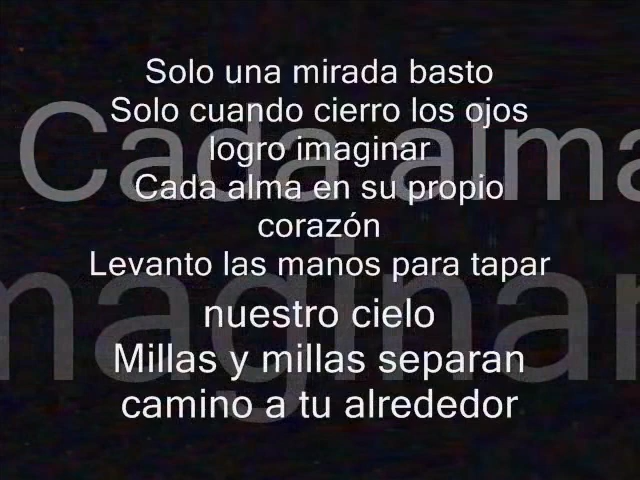 Solo una mirada basto
Solo cuando cierro los ojos
logro imaginar
Cada alma en su propio
corazón
Levanto las manos para tapar
nuestro cielo
Millas y millas separan
camino a tu alrededor
Cada alma
maginar